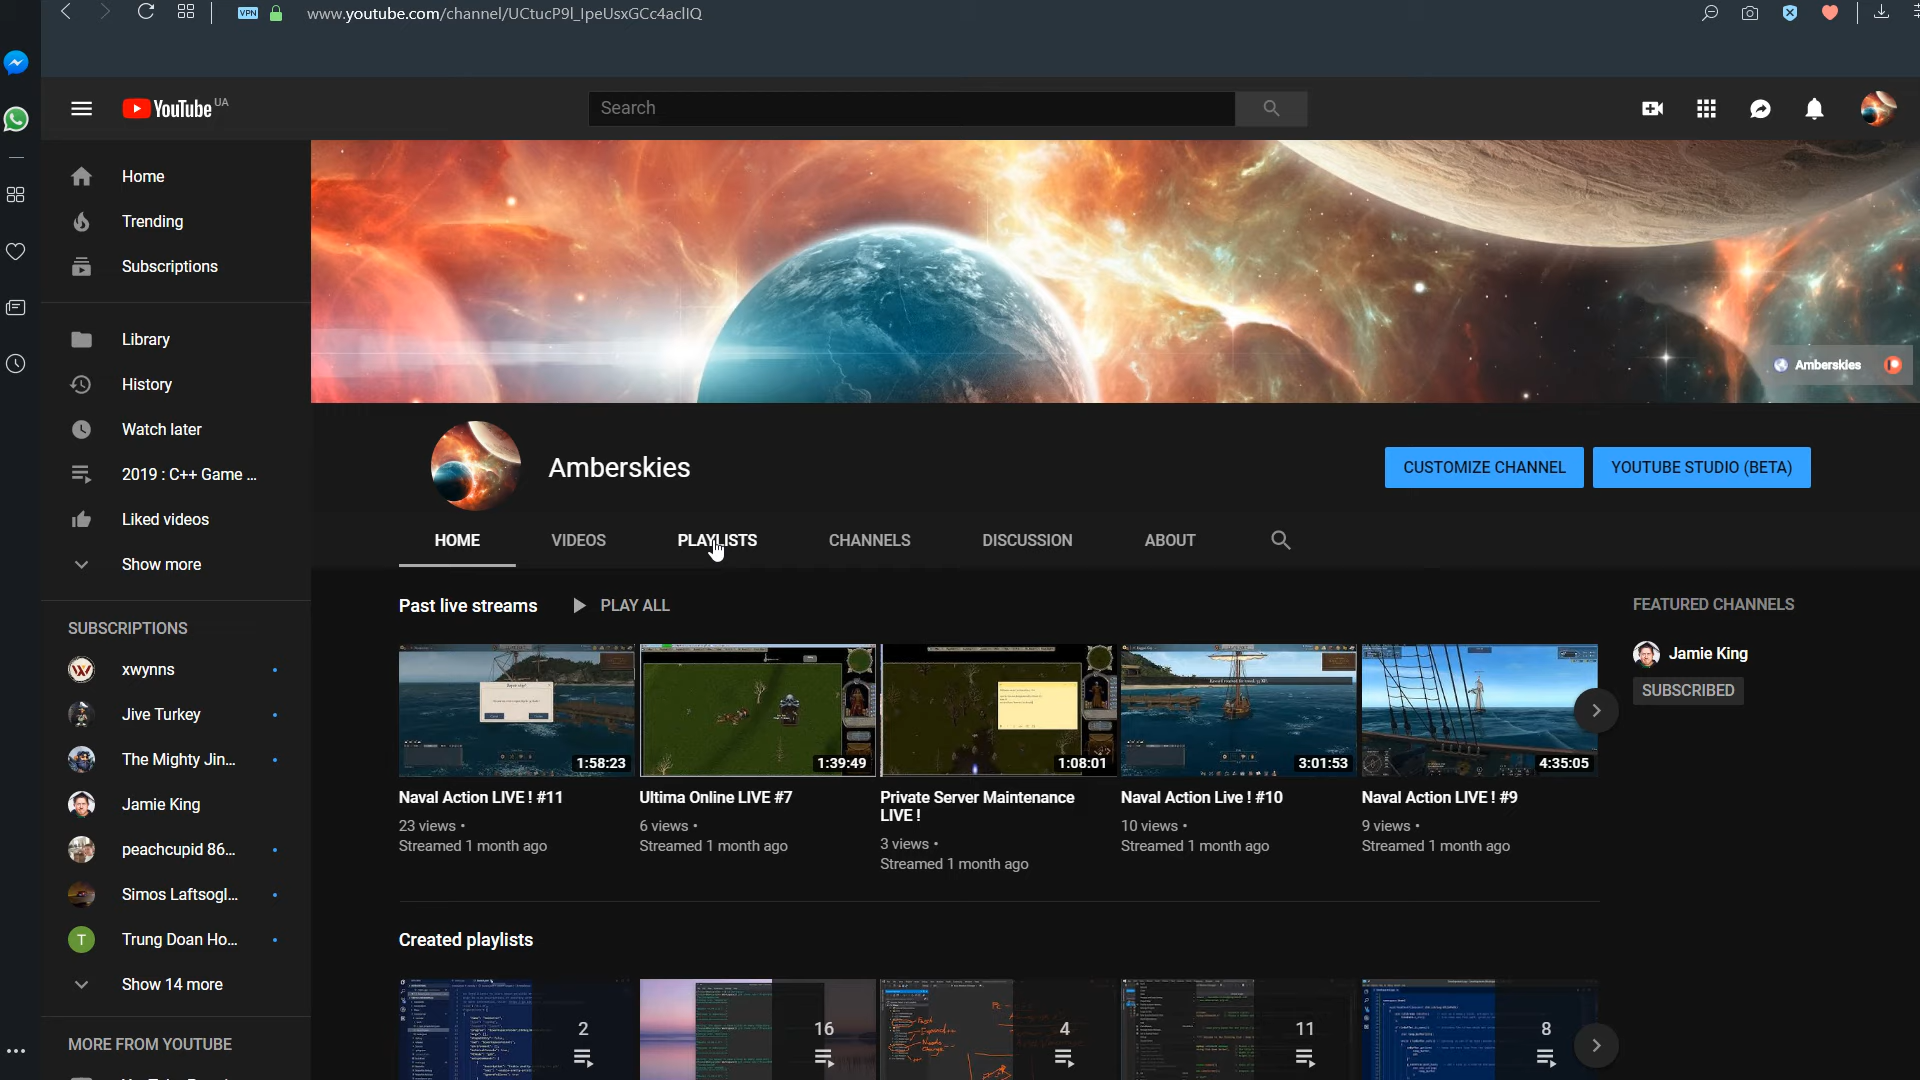 VPN www.youtube.com/channel/UCtucP9l_IpeUsxGCc4acllQ
YouTube UA
Search
Home
Trending
Subscriptions
Library
History
Watch later
2019 : C++ Game ...
Liked videos
Show more
SUBSCRIPTIONS
xwynns
Jive Turkey
The Mighty Jin...
Jamie King
peachcupid 86...
Simos Laftsogl...
T Trung Doan Ho...
Show 14 more
MORE FROM YOUTUBE
Amberskies
Amberskies
CUSTOMIZE CHANNEL
YOUTUBE STUDIO (BETA)
HOME VIDEOS PLAYLISTS CHANNELS DISCUSSION ABOUT
Past live streams PLAY ALL
1:58:23
Naval Action LIVE ! #11
23 views •
Streamed 1 month ago
1:39:49
Ultima Online LIVE #7
6 views •
Streamed 1 month ago
1:08:01
Private Server Maintenance
LIVE !
3 views •
Streamed 1 month ago
3:01:53
Naval Action Live ! #10
10 views •
Streamed 1 month ago
4:35:05
Naval Action LIVE ! #9
9 views •
Streamed 1 month ago
FEATURED CHANNELS
Jamie King
SUBSCRIBED
Created playlists
2
16
4
11
8